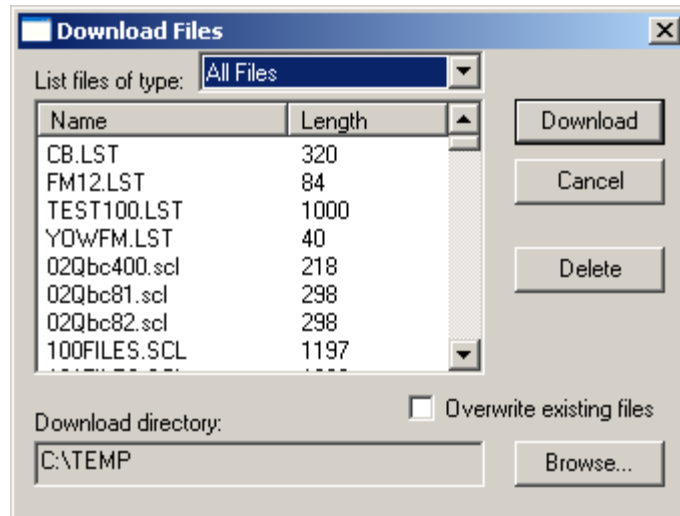 Download Files
List files of type: All Files
Name Length
CB.LST 320
FM12.LST 84
TEST100.LST 1000
YOWFM.LST 40
02Qbc400.scl 218
02Qbc81.scl 298
02Qbc82.scl 298
100FILES.SCL 1197
Download
Cancel
Delete
Overwrite existing files
Download directory:
C:\TEMP
Browse...